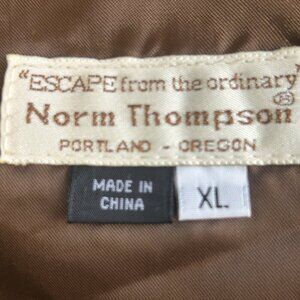 "ESCAPE from the ordinary"
Norm Thompson ®
PORTLAND - OREGON
MADE IN
CHINA
XL